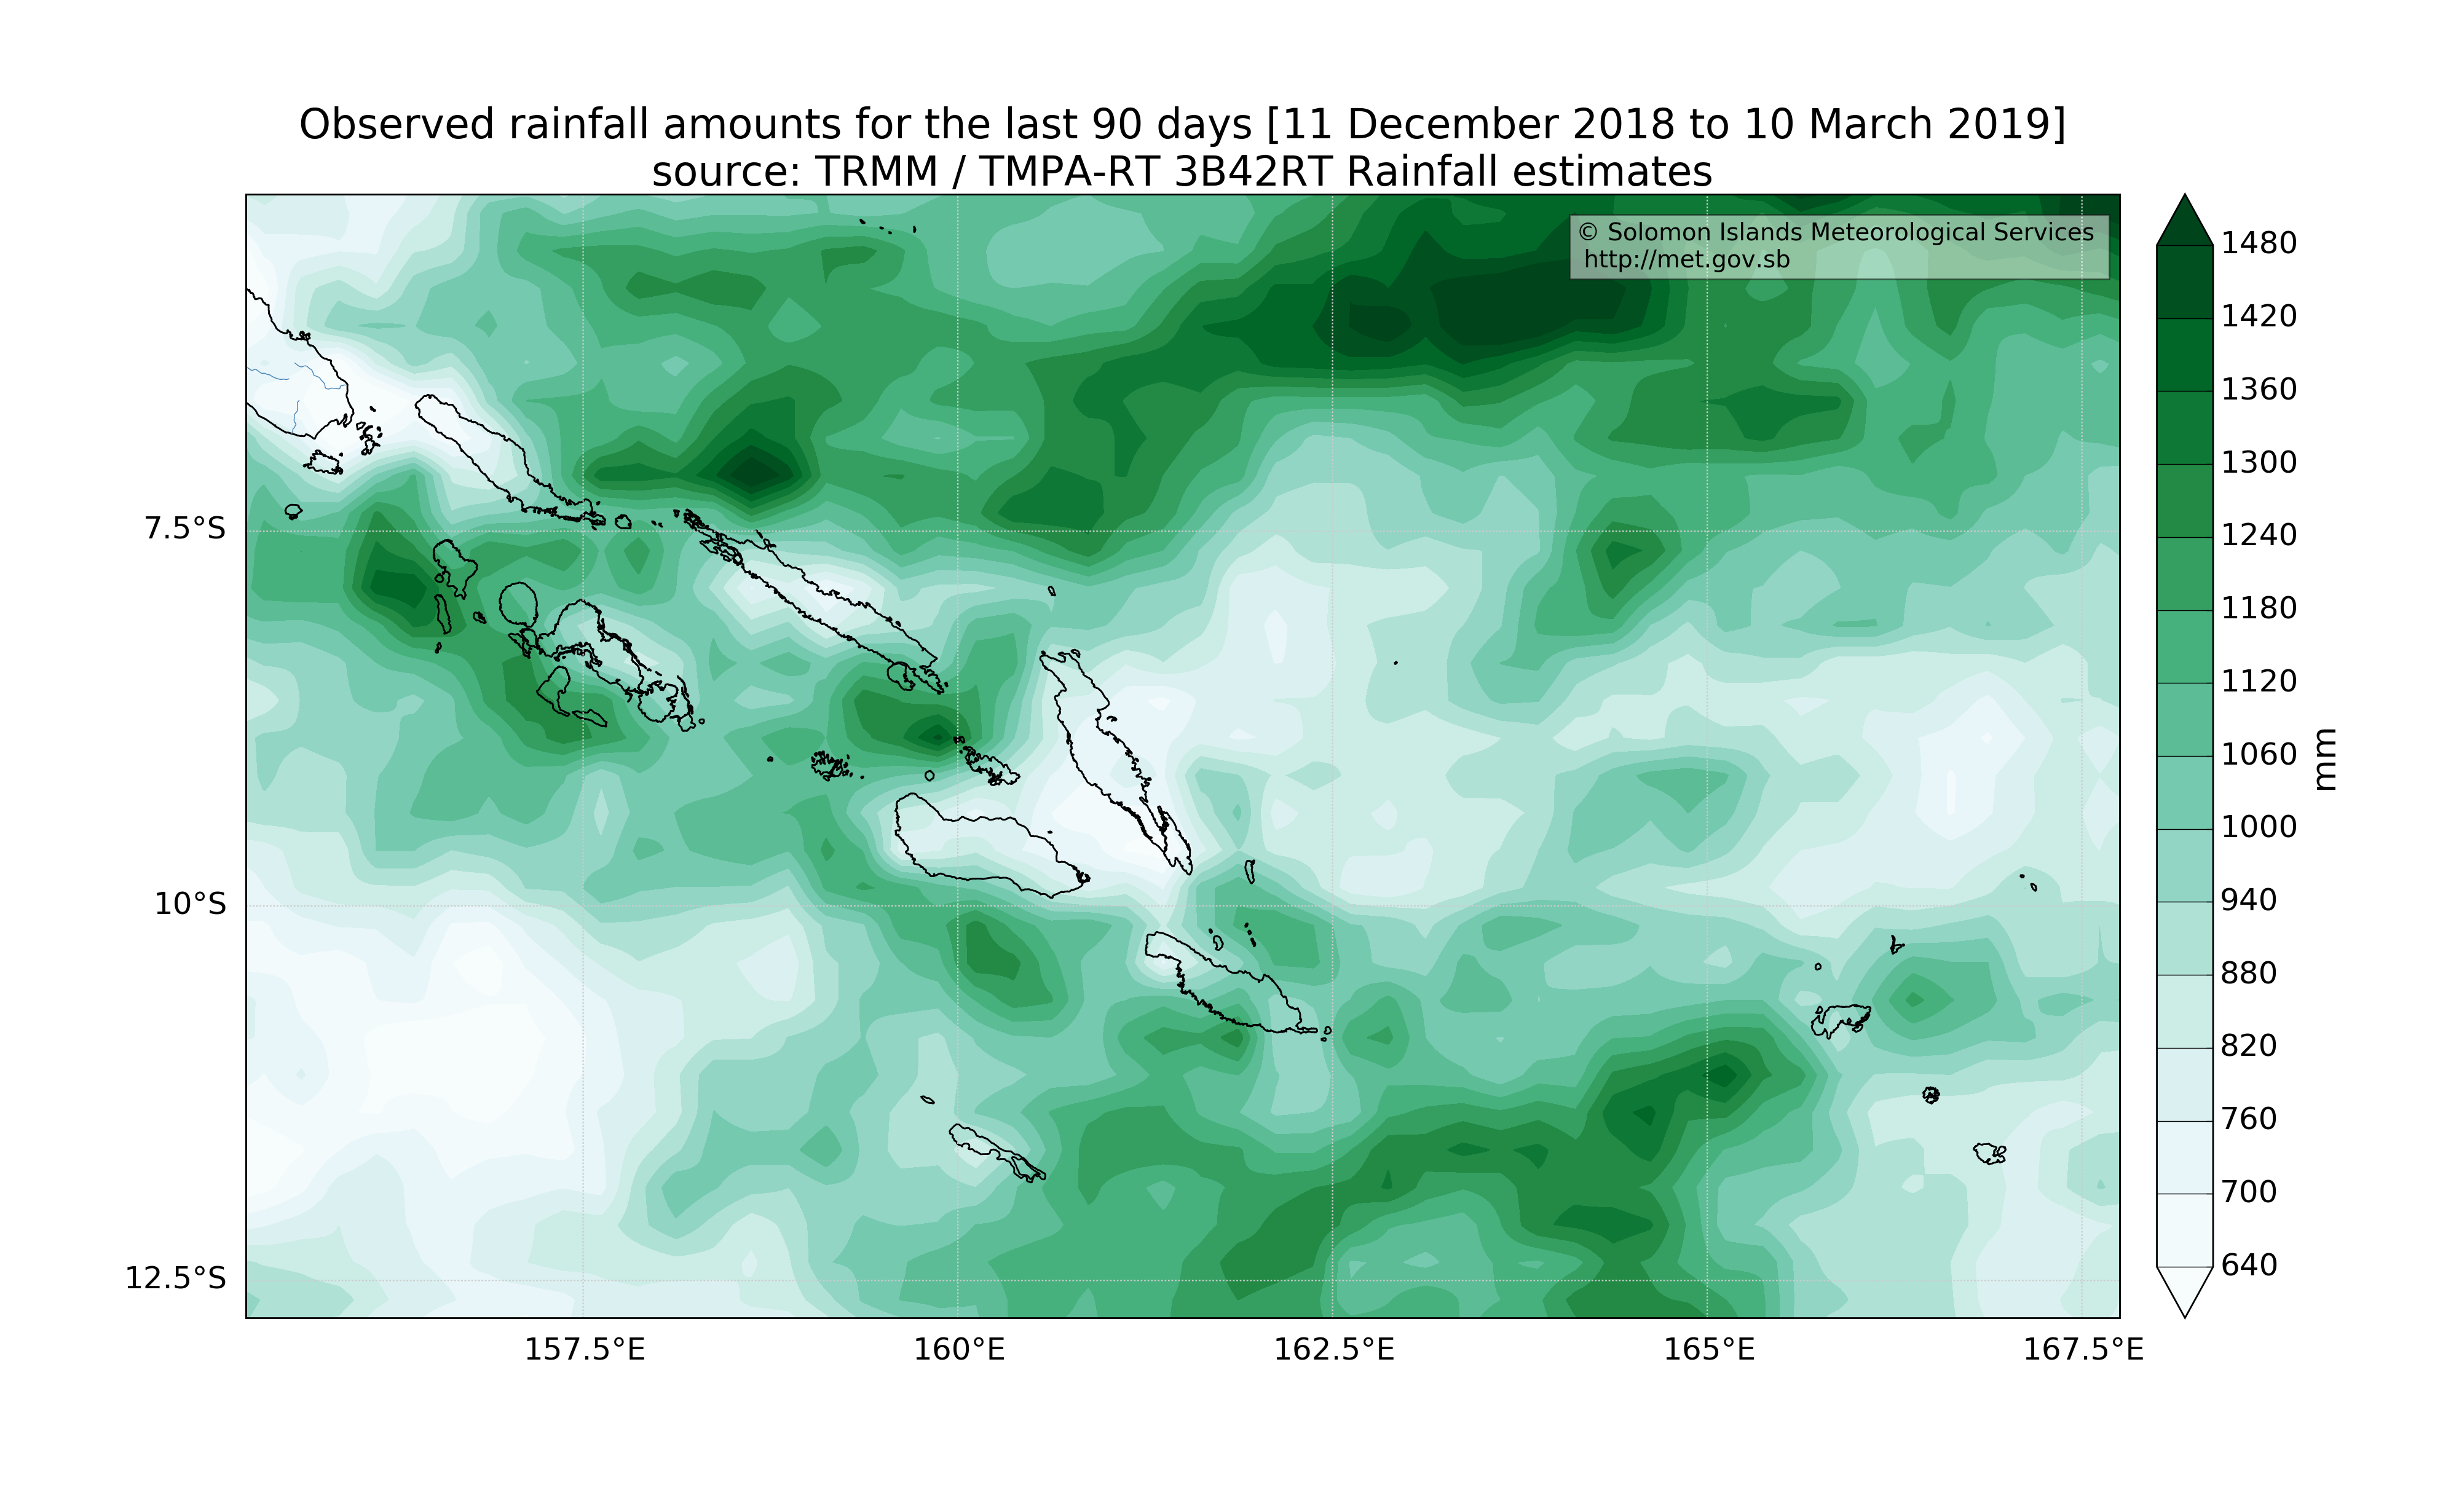 Observed rainfall amounts for the last 90 days [11 December 2018 to 10 March 2019]
source: TRMM / TMPA-RT 3B42RT Rainfall estimates
© Solomon Islands Meteorological Services
http://met.gov.sb
7.5°S
10°S
12.5°S
157.5°E
160°E
162.5°E
165°E
167.5°E
1480
1420
1360
1300
1240
1180
1120
1060
1000
940
880
820
760
700
640
mm